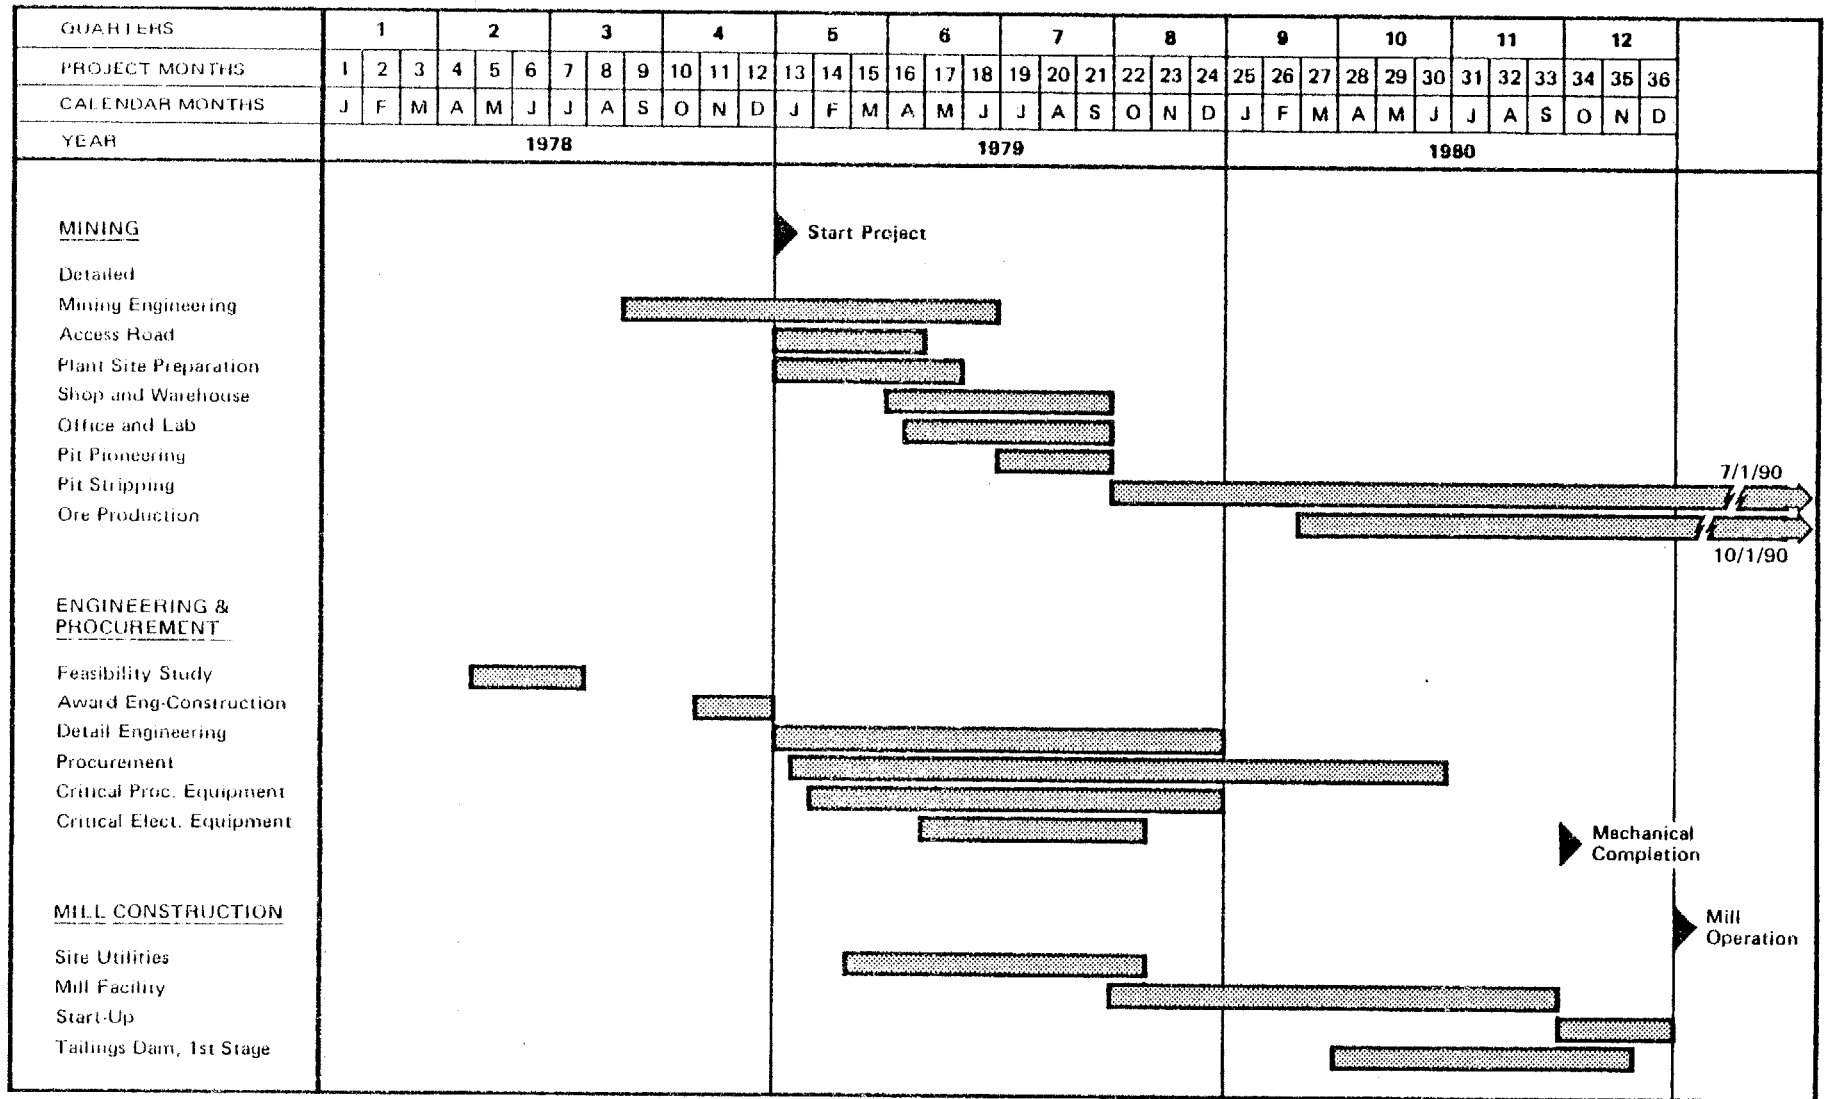 QUARTERS 1 2 3 4 5 6 7 8 9 10 11 12
PROJECT MONTHS 1 2 3 4 5 6 7 8 9 10 11 12 13 14 15 16 17 18 19 20 21 22 23 24 25 26 27 28 29 30 31 32 33 34 35 36
CALENDAR MONTHS J F M A M J J A S O N D J F M A M J J A S O N D J F M A M J J A S O N D
YEAR 1978 1979 1980
MINING
Start Project
Detailed
Mining Engineering
Access Road
Plant Site Preparation
Shop and Warehouse
Office and Lab
Pit Pioneering
7/1/90
Pit Stripping
Ore Production
10/1/90
ENGINEERING &
PROCUREMENT
Feasibility Study
Award Eng-Construction
Detail Engineering
Procurement
Critical Proc. Equipment
Critical Elect. Equipment
Mechanical
Completion
MILL CONSTRUCTION
Mill
Operation
Site Utilities
Mill Facility
Start-Up
Tailings Dam, 1st Stage